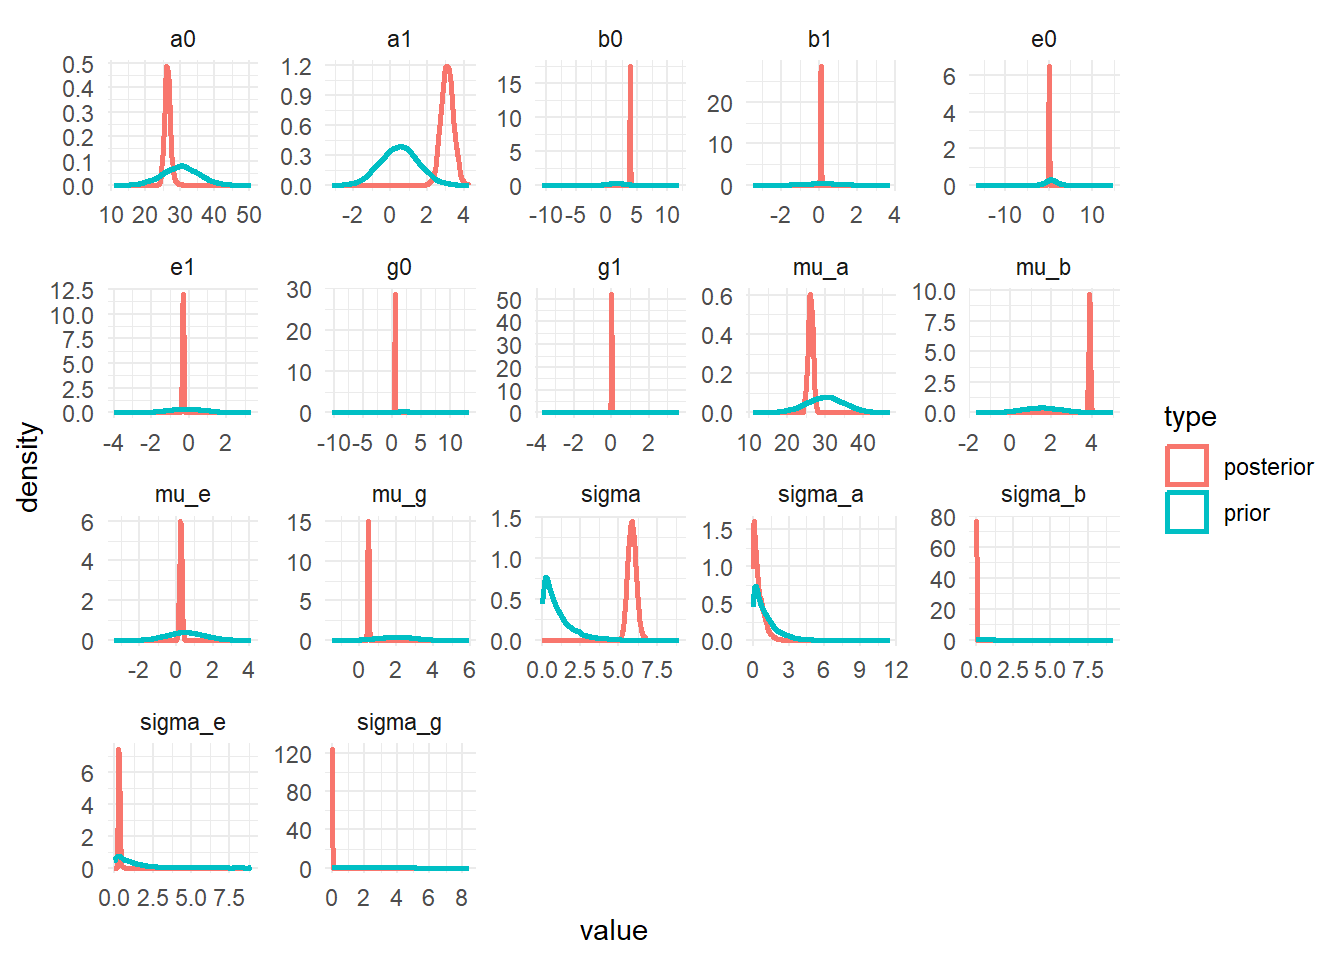 a0 a1 b0 b1 e0
0.5 0.4 0.3 0.2 0.1 0.0
1.2 0.9 0.6 0.3 0.0
15 10 5 0
20 10 0
6 4 2 0
10 20 30 40 50
-2 0 2 4
-10 -5 0 5 10
-2 0 2 4
-10 0 10
e1 g0 g1 mu_a mu_b
12.5 10.0 7.5 5.0 2.5 0.0
30 20 10 0
50 40 30 20 10 0
0.6 0.4 0.2 0.0
10.0 7.5 5.0 2.5 0.0
-4 -2 0 2
-10 -5 0 5 10
-4 -2 0 2
10 20 30 40
-2 0 2 4
mu_e mu_g sigma sigma_a sigma_b
6 4 2 0
15 10 5 0
1.5 1.0 0.5 0.0
1.5 1.0 0.5 0.0
80 60 40 20 0
-2 0 2 4
0 2 4 6
0.0 2.5 5.0 7.5
0 3 6 9 12
0.0 2.5 5.0 7.5
sigma_e sigma_g
6 4 2 0
120 80 40 0
0.0 2.5 5.0 7.5
0 2 4 6 8
density
value
type
posterior
prior